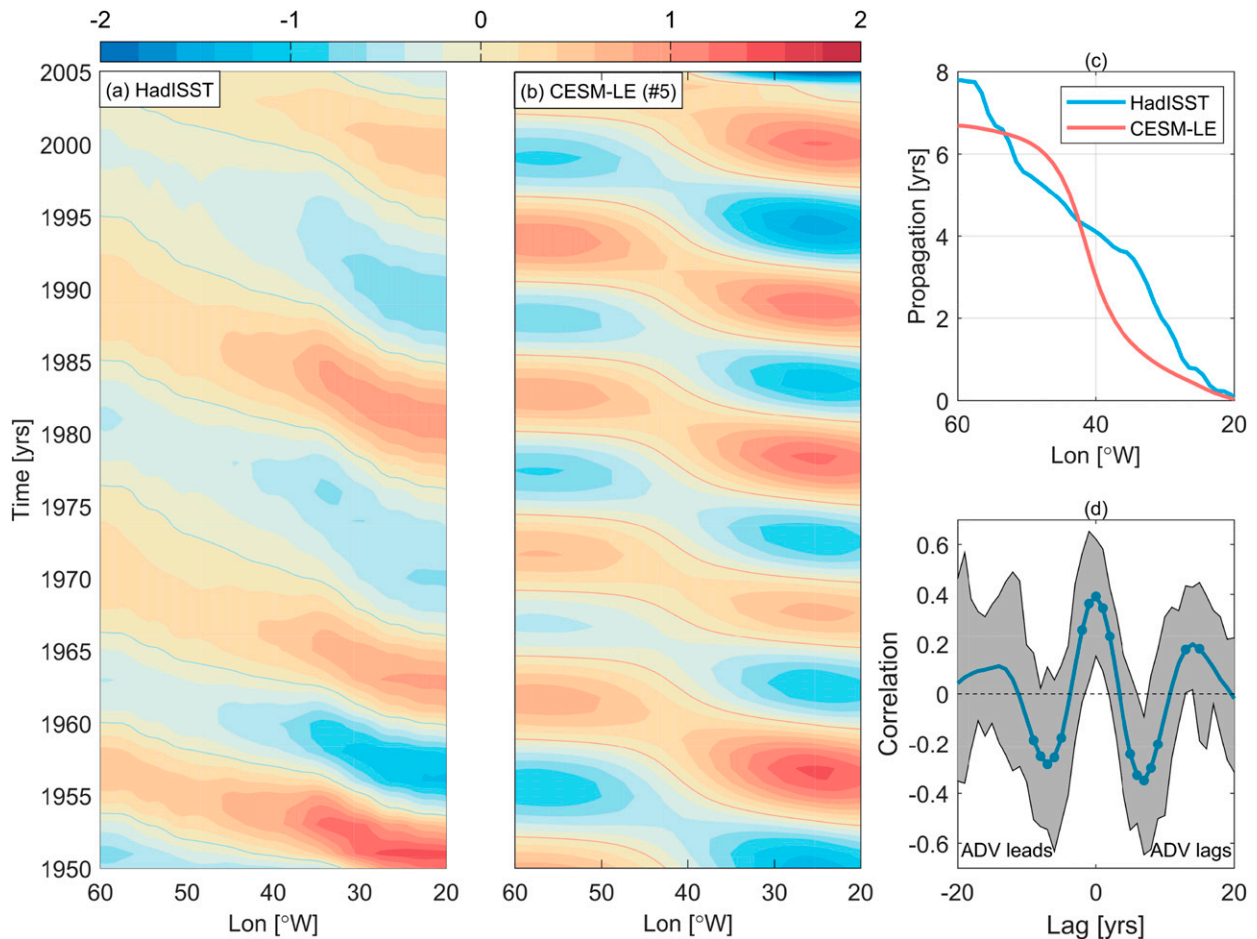 -2 -1 0 1 2
(a) HadISST
2005
2000
1995
1990
1985
1980
1975
1970
1965
1960
1955
1950
Time [yrs]
60 50 40 30 20
Lon [°W]
(b) CESM-LE (#5)
60 50 40 30 20
Lon [°W]
(c)
HadISST
CESM-LE
8
6
4
2
0
Propagation [yrs]
60 40 20
Lon [°W]
(d)
0.6
0.4
0.2
0
-0.2
-0.4
-0.6
Correlation
ADV leads ADV lags
-20 -10 0 10 20
Lag [yrs]